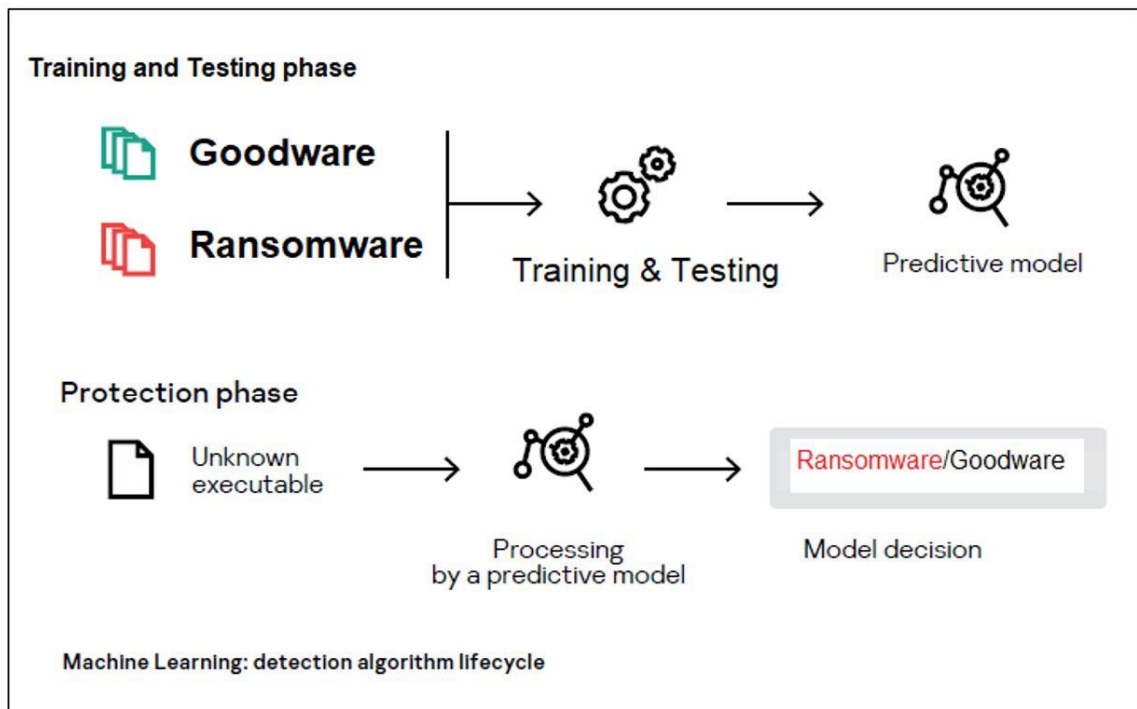 Training and Testing phase
Goodware
Ransomware
Training & Testing
Predictive model
Protection phase
Unknown
executable
Processing
by a predictive model
Ransomware/Goodware
Model decision
Machine Learning: detection algorithm lifecycle